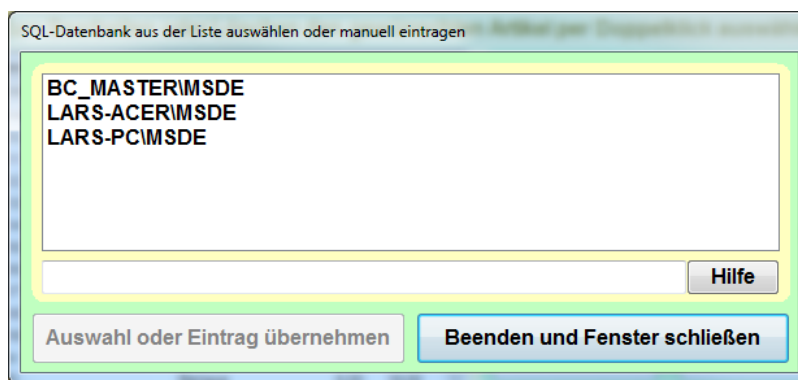 SQL-Datenbank aus der Liste auswählen oder manuell eintragen
BC_MASTER\MSDE
LARS-ACER\MSDE
LARS-PC\MSDE
Hilfe
Auswahl oder Eintrag übernehmen
Beenden und Fenster schließen